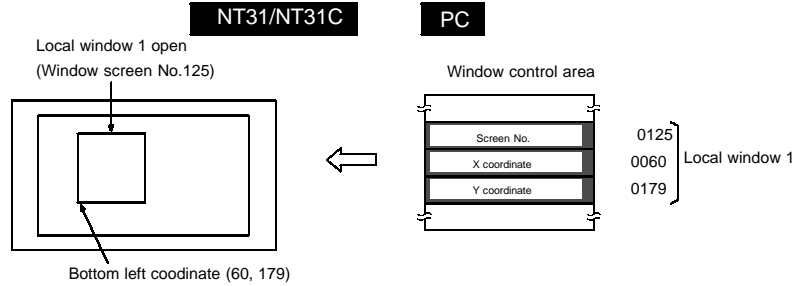 NT31/NT31C
PC
Local window 1 open
(Window screen No.125)
Window control area
Screen No.
0125
X coordinate
0060
Local window 1
Y coordinate
0179
Bottom left coodinate (60, 179)